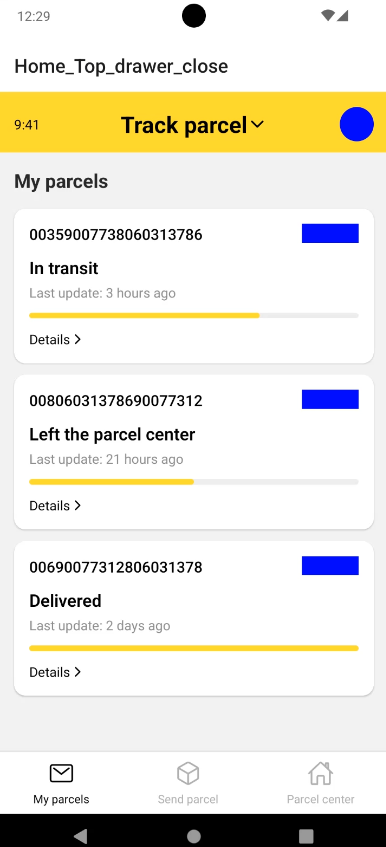 12:29
Home_Top_drawer_close
9:41
Track parcel
My parcels
00359007738060313786
In transit
Last update: 3 hours ago
Details
00806031378690077312
Left the parcel center
Last update: 21 hours ago
Details
00690077312806031378
Delivered
Last update: 2 days ago
Details
My parcels
Send parcel
Parcel center